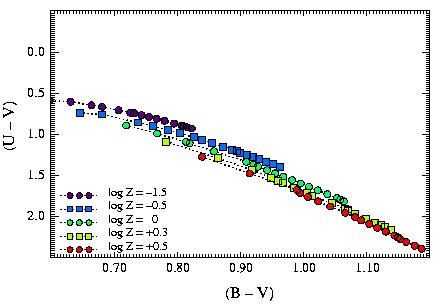 0.0
0.5
1.0
1.5
2.0
(U – V)
log Z = –1.5
log Z = –0.5
log Z = 0
log Z = +0.3
log Z = +0.5
0.70 0.80 0.90 1.00 1.10
(B – V)